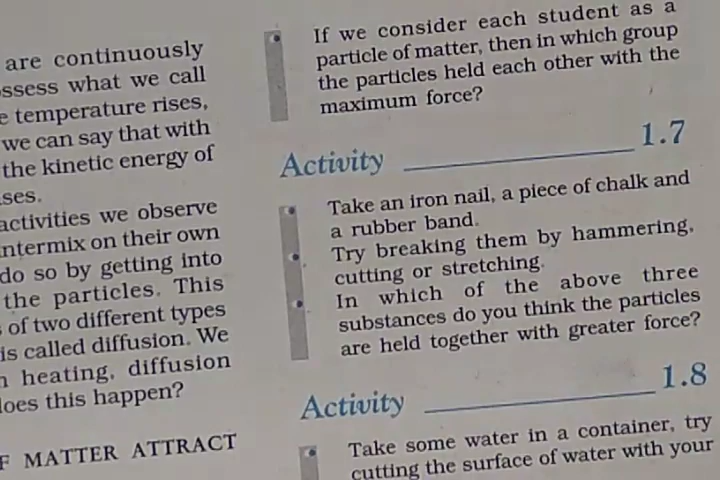 are continuously
what we call
temperature rises,
we can say that with
the kinetic energy of
activities we observe
on their own
do so by getting into
the particles. This
of two different types
is called diffusion. We
heating, diffusion
this happen?
MATTER ATTRACT
If we consider each student as a
particle of matter, then in which group
the particles held each other with the
maximum force?
Activity 1.7
Take an iron nail, a piece of chalk and
a rubber band.
Try breaking them by hammering,
cutting or stretching.
In which of the above three
substances do you think the particles
are held together with greater force?
Activity 1.8
Take some water in a container, try
cutting the surface of water with your